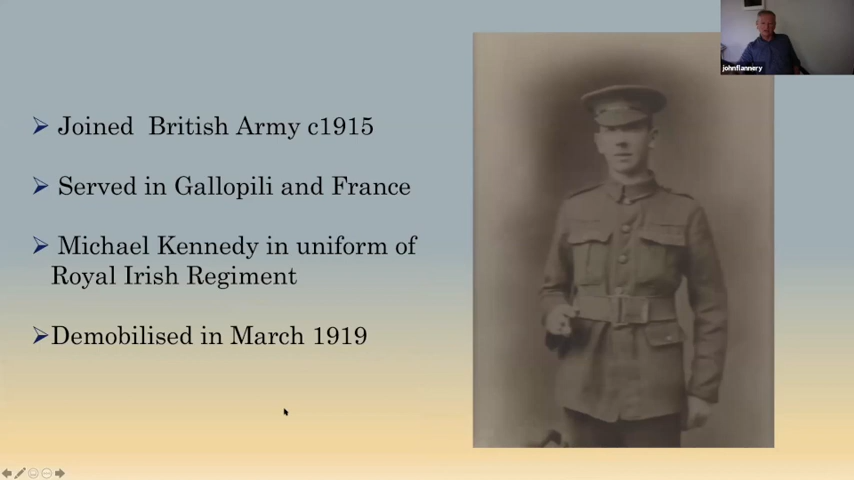 johnflannery
➢ Joined British Army c1915
➢ Served in Gallopili and France
➢ Michael Kennedy in uniform of
Royal Irish Regiment
➢Demobilised in March 1919